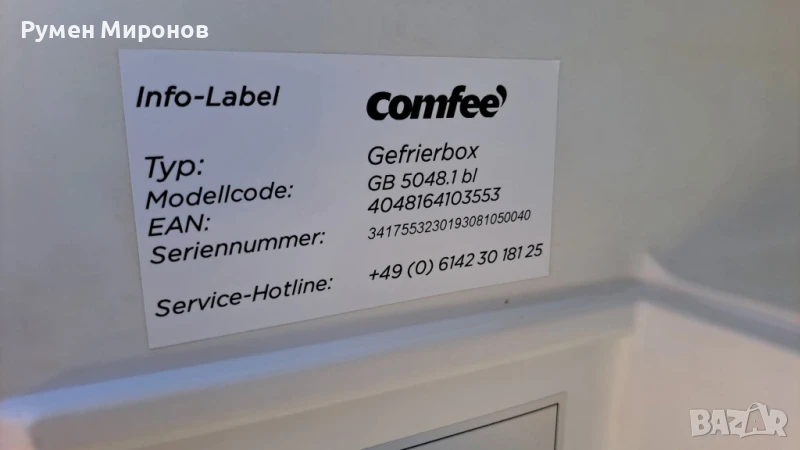 Румен Миронов
Info-Label
comfee
Typ: Gefrierbox
Modellcode: GB 5048.1 bl
EAN: 4048164103553
Seriennummer: 3417553230193081050040
Service-Hotline: +49 (0) 6142 30 181 25
BAZAR